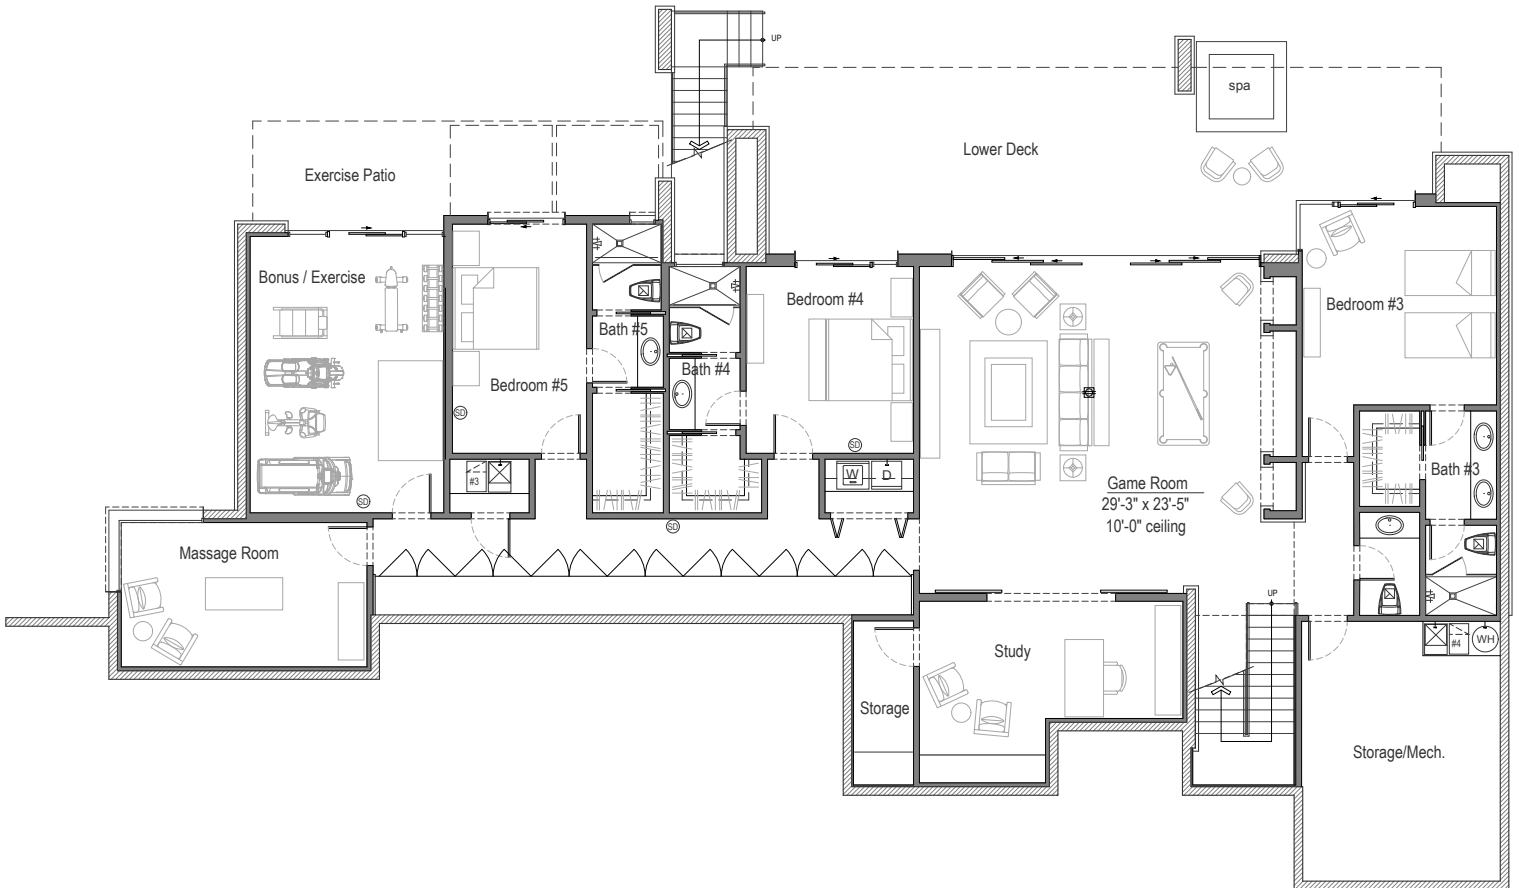 UP
spa
Lower Deck
Exercise Patio
Bonus / Exercise
Bedroom #4
Bedroom #3
Bath #5
Bath #4
Bedroom #5
SD
SD
W
D
Bath #3
#3
Game Room
29'-3" x 23'-5"
10'-0" ceiling
SD
SD
Massage Room
UP
WH
#4
Study
Storage
Storage/Mech.